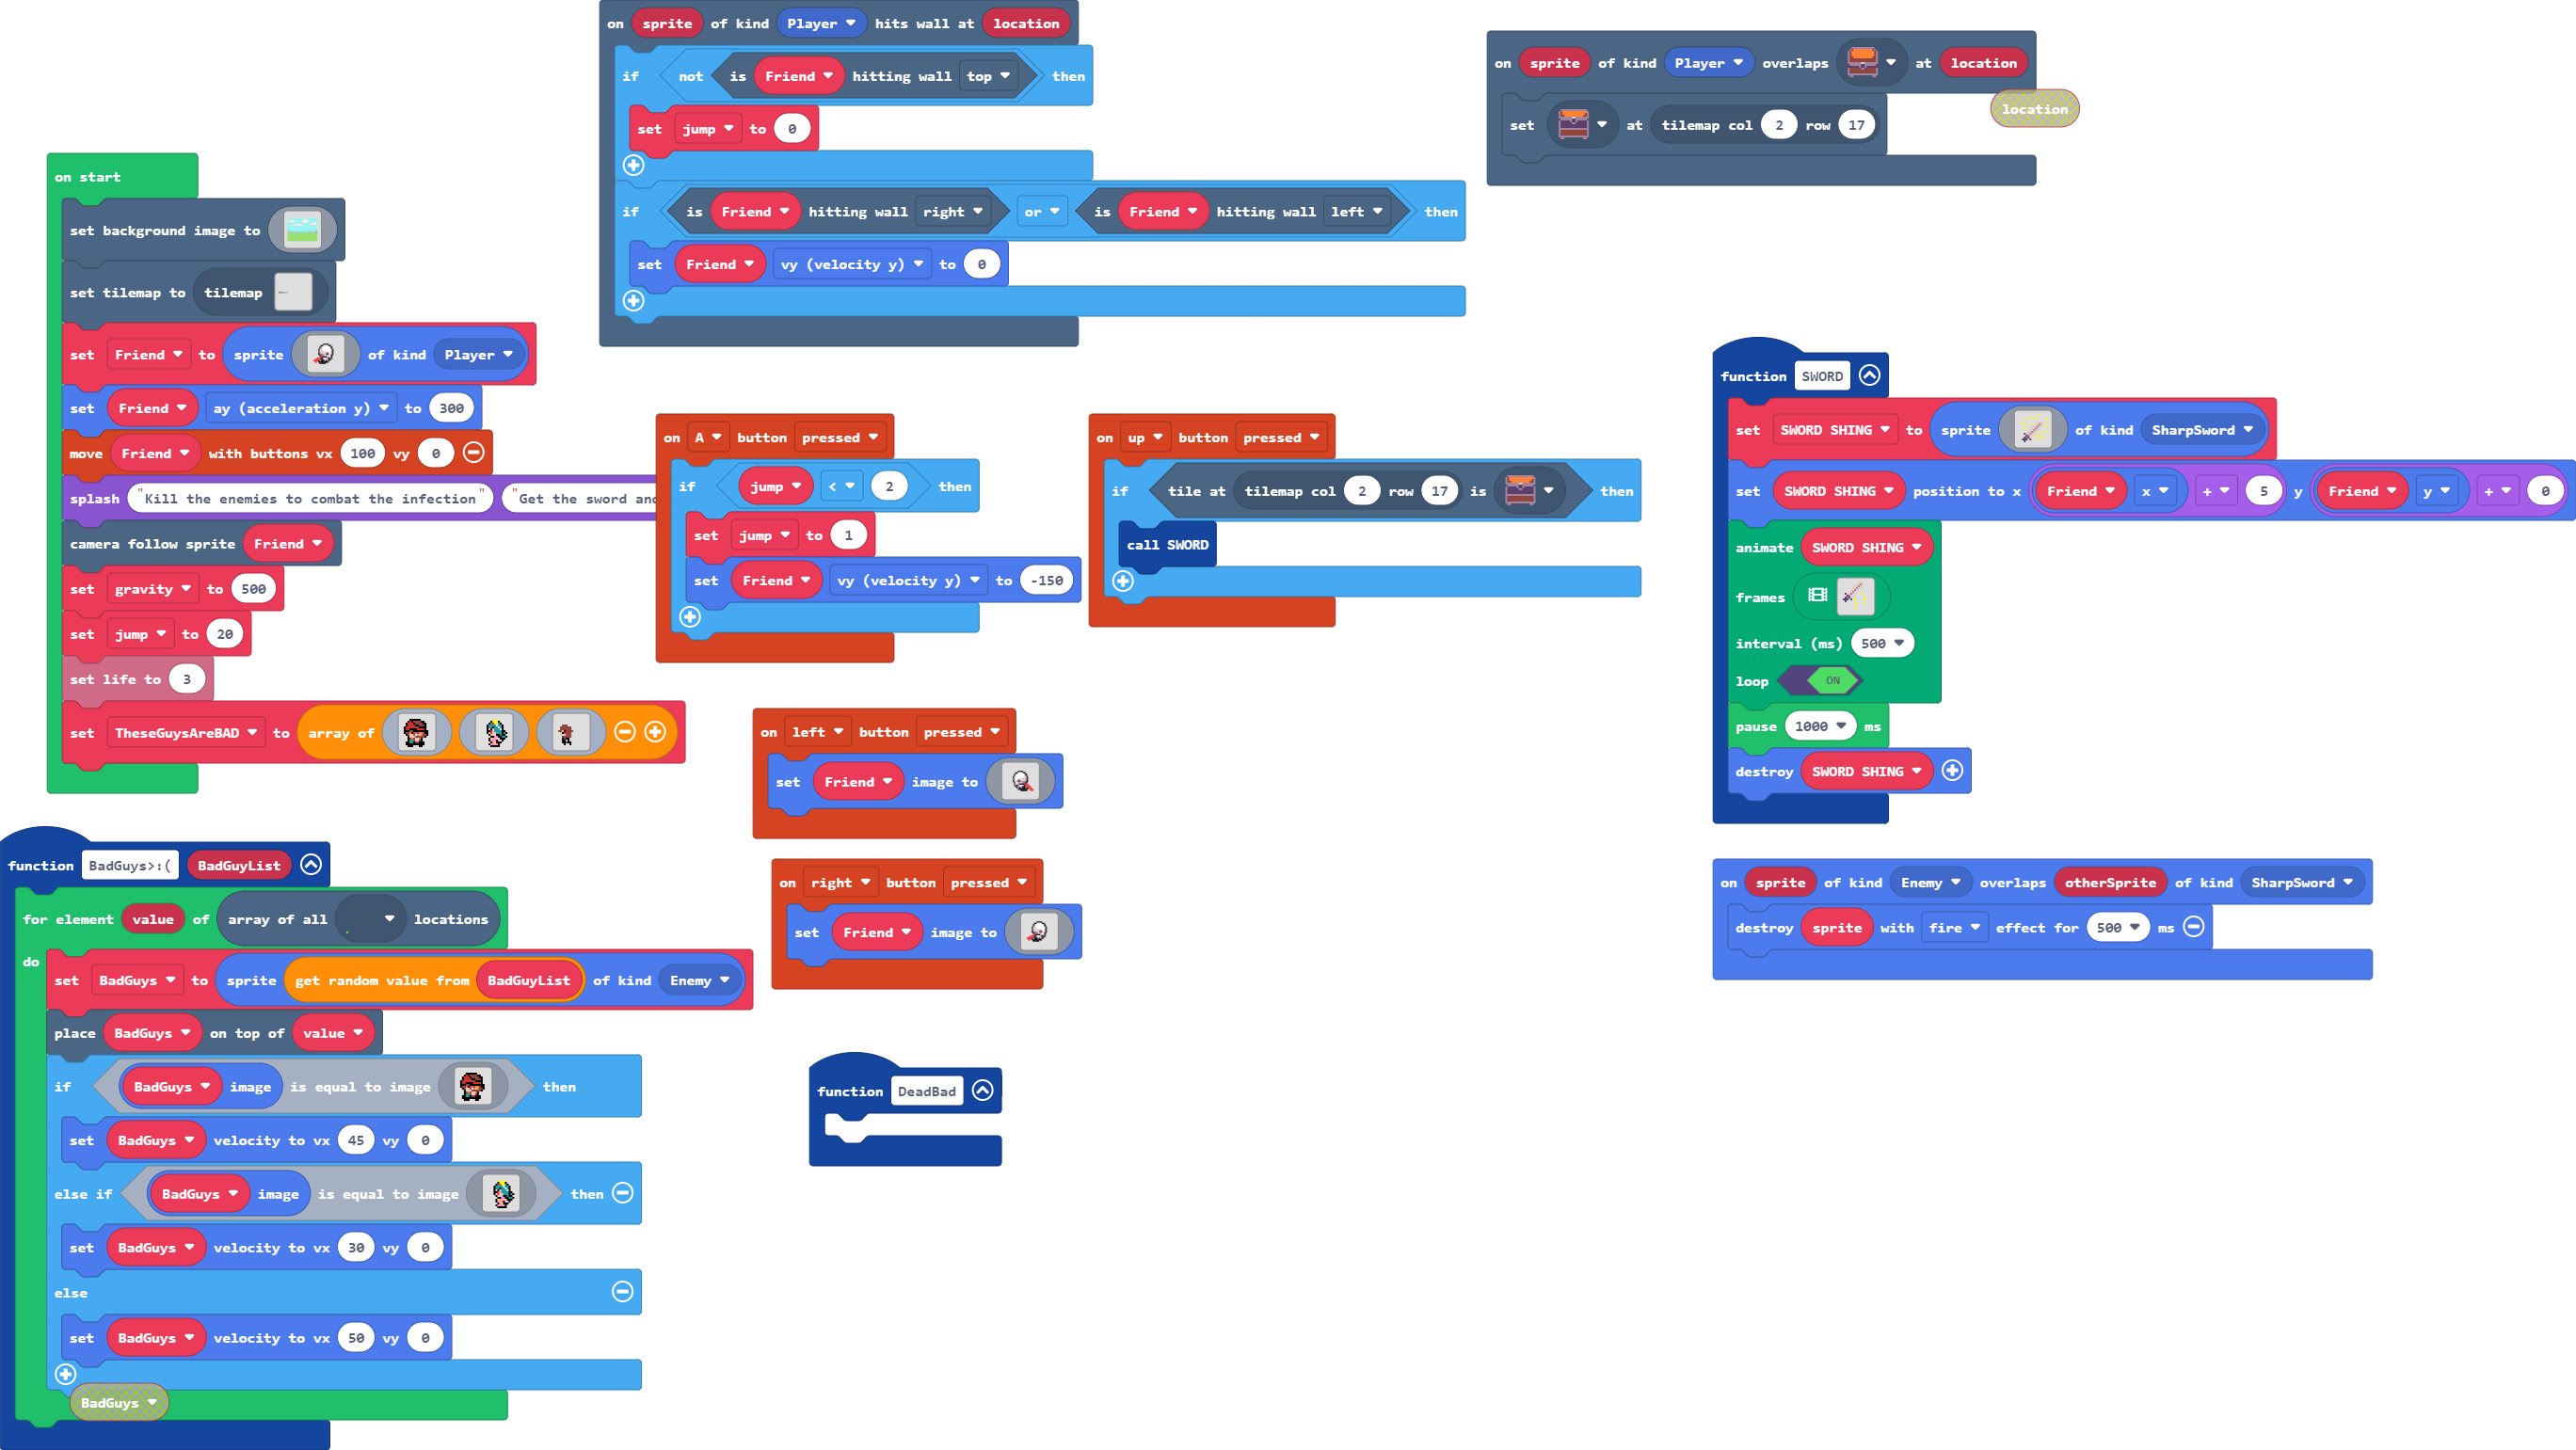 on start
set background image to
set tilemap to tilemap
set Friend to sprite of kind Player
set Friend ay (acceleration y) to 300
move Friend with buttons vx 100 vy 0
splash "Kill the enemies to combat the infection" "Get the sword and
camera follow sprite Friend
set gravity to 500
set jump to 20
set life to 3
set TheseGuysAreBAD to array of
function BadGuys>:( BadGuyList
for element value of array of all locations
do
set BadGuys to sprite get random value from BadGuyList of kind Enemy
place BadGuys on top of value
if BadGuys image is equal to image then
set BadGuys velocity to vx 45 vy 0
else if BadGuys image is equal to image then
set BadGuys velocity to vx 30 vy 0
else
set BadGuys velocity to vx 50 vy 0
BadGuys
on sprite of kind Player hits wall at location
if not is Friend hitting wall top then
set jump to 0
if is Friend hitting wall right or is Friend hitting wall left then
set Friend vy (velocity y) to 0
on A button pressed
if jump < 2 then
set jump to 1
set Friend vy (velocity y) to -150
on left button pressed
set Friend image to
on right button pressed
set Friend image to
function DeadBad
on up button pressed
if tile at tilemap col 2 row 17 is then
call SWORD
on sprite of kind Player overlaps at location
location
set at tilemap col 2 row 17
function SWORD
set SWORD SHING to sprite of kind SharpSword
set SWORD SHING position to x Friend x + 5 y Friend y + 0
animate SWORD SHING
frames
interval (ms) 500
loop ON
pause 1000 ms
destroy SWORD SHING
on sprite of kind Enemy overlaps otherSprite of kind SharpSword
destroy sprite with fire effect for 500 ms